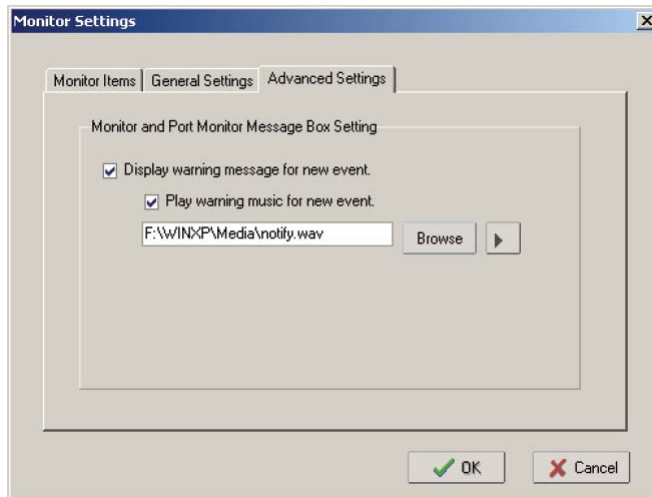 Monitor Settings
Monitor Items General Settings Advanced Settings
Monitor and Port Monitor Message Box Setting
Display warning message for new event.
Play warning music for new event.
F:\WINXP\Media\notify.wav Browse
OK Cancel